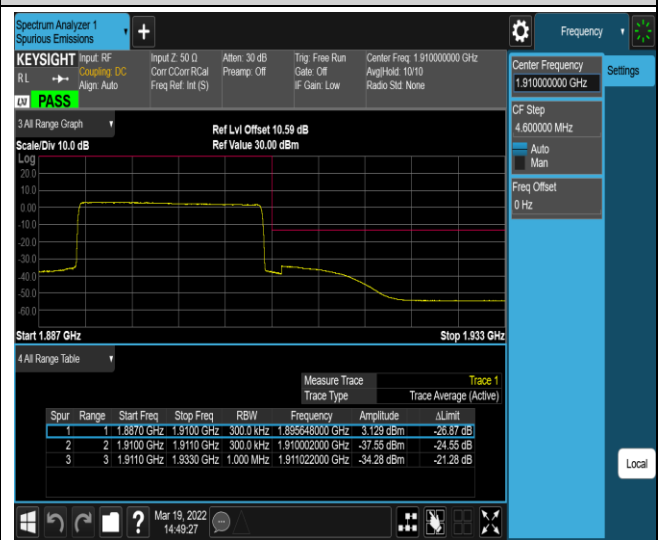 Spectrum Analyzer 1
Spurious Emissions
Frequency
KEYSIGHT Input: RF Input Z: 50 Ω Atten: 30 dB Trig: Free Run Center Freq: 1.910000000 GHz
RL Coupling: DC Corr CCorr RCal Preamp: Off Gate: Off Avg|Hold: 10/10
Align: Auto Freq Ref: Int (S) IF Gain: Low Radio Std: None
LXI PASS
Center Frequency
1.910000000 GHz
Settings
CF Step
4.600000 MHz
Auto
Man
Freq Offset
0 Hz
3 All Range Graph
Ref Lvl Offset 10.59 dB
Scale/Div 10.0 dB Ref Value 30.00 dBm
Log
20.0
10.0
0.00
-10.0
-20.0
-30.0
-40.0
-50.0
-60.0
Start 1.887 GHz Stop 1.933 GHz
4 All Range Table
Measure Trace Trace 1
Trace Type Trace Average (Active)
Spur Range Start Freq Stop Freq RBW Frequency Amplitude ΔLimit
1 1 1.8870 GHz 1.9100 GHz 300.0 kHz 1.895648000 GHz 3.129 dBm -26.87 dB
2 2 1.9100 GHz 1.9110 GHz 300.0 kHz 1.910002000 GHz -37.55 dBm -24.55 dB
3 3 1.9110 GHz 1.9330 GHz 1.000 MHz 1.911022000 GHz -34.28 dBm -21.28 dB
Local
Mar 19, 2022
14:49:27